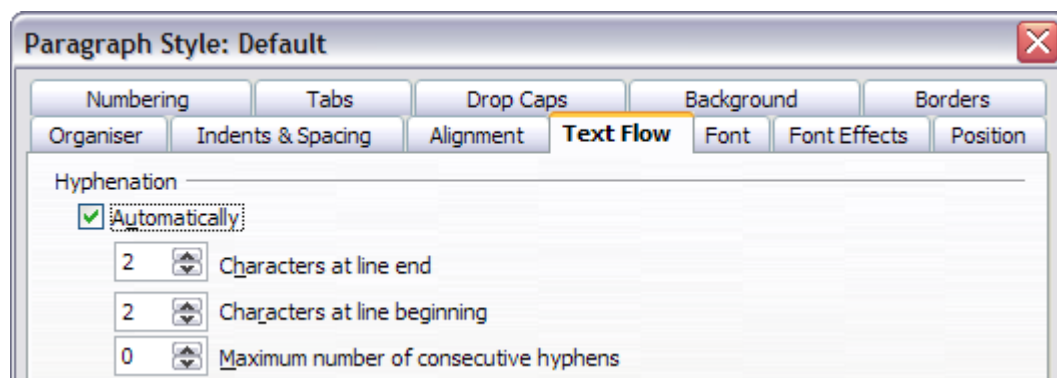 Paragraph Style: Default
Numbering Tabs Drop Caps Background Borders
Organiser Indents & Spacing Alignment Text Flow Font Font Effects Position
Hyphenation
Automatically
2 Characters at line end
2 Characters at line beginning
0 Maximum number of consecutive hyphens